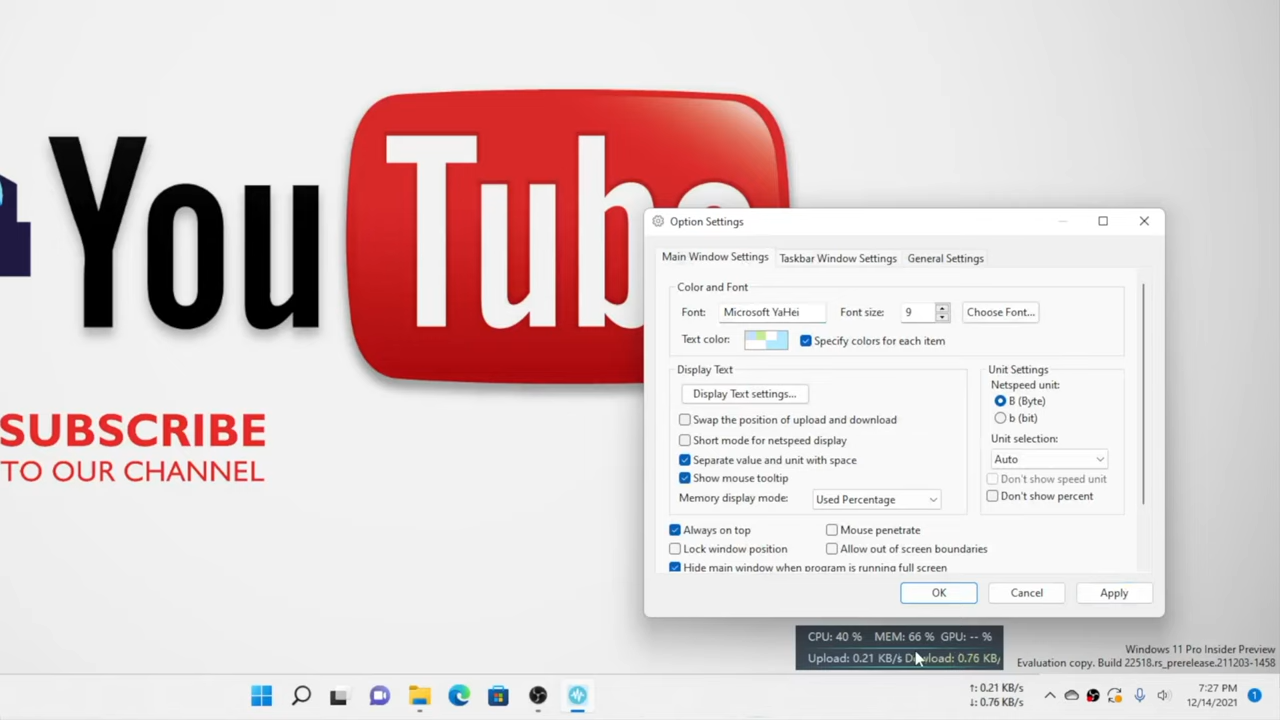 You Tube
SUBSCRIBE
TO OUR CHANNEL
Option Settings
Main Window Settings
Taskbar Window Settings
General Settings
Color and Font
Font: Microsoft YaHei
Font size: 9
Choose Font...
Text color:
Specify colors for each item
Display Text
Display Text settings...
Swap the position of upload and download
Short mode for netspeed display
Separate value and unit with space
Show mouse tooltip
Memory display mode: Used Percentage
Unit Settings
Netspeed unit:
B (Byte)
b (bit)
Unit selection:
Auto
Don't show speed unit
Don't show percent
Always on top
Mouse penetrate
Lock window position
Allow out of screen boundaries
Hide main window when program is running full screen
OK
Cancel
Apply
CPU: 40 % MEM: 66 % GPU: -- %
Upload: 0.21 KB/s Download: 0.76 KB/
Windows 11 Pro Insider Preview
Evaluation copy. Build 22518.rs_prerelease.211203-1458
↑: 0.21 KB/s
↓: 0.76 KB/s
7:27 PM
12/14/2021
1